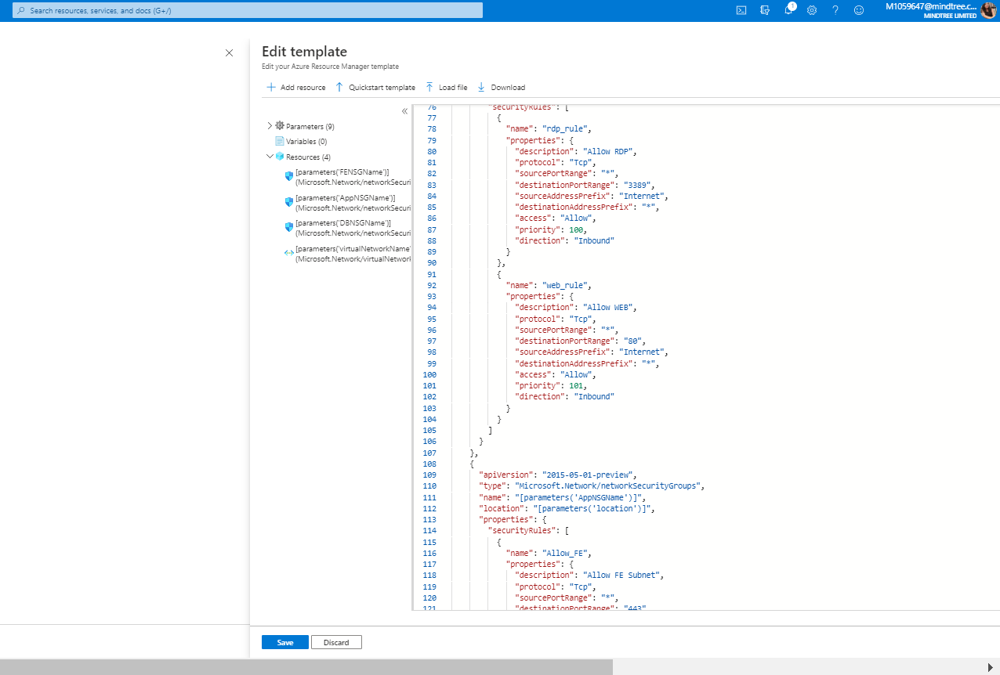 Search resources, services, and docs (G+/)
1
M1059647@mindtree.c...
MINDTREE LIMITED
Edit template
Edit your Azure Resource Manager template
Add resource
Quickstart template
Load file
Download
«
Parameters (9)
Variables (0)
Resources (4)
[parameters('FENSGName')]
(Microsoft.Network/networkSecuri
[parameters('AppNSGName')]
(Microsoft.Network/networkSecuri
[parameters('DBNSGName')]
(Microsoft.Network/networkSecuri
[parameters('virtualNetworkName'
(Microsoft.Network/virtualNetwork
76 "securityRules": [
77 {
78 "name": "rdp_rule",
79 "properties": {
80 "description": "Allow RDP",
81 "protocol": "Tcp",
82 "sourcePortRange": "*",
83 "destinationPortRange": "3389",
84 "sourceAddressPrefix": "Internet",
85 "destinationAddressPrefix": "*",
86 "access": "Allow",
87 "priority": 100,
88 "direction": "Inbound"
89 }
90 },
91 {
92 "name": "web_rule",
93 "properties": {
94 "description": "Allow WEB",
95 "protocol": "Tcp",
96 "sourcePortRange": "*",
97 "destinationPortRange": "80",
98 "sourceAddressPrefix": "Internet",
99 "destinationAddressPrefix": "*",
100 "access": "Allow",
101 "priority": 101,
102 "direction": "Inbound"
103 }
104 }
105 ]
106 }
107 },
108 {
109 "apiVersion": "2015-05-01-preview",
110 "type": "Microsoft.Network/networkSecurityGroups",
111 "name": "[parameters('AppNSGName')]",
112 "location": "[parameters('location')]",
113 "properties": {
114 "securityRules": [
115 {
116 "name": "Allow_FE",
117 "properties": {
118 "description": "Allow FE Subnet",
119 "protocol": "Tcp",
120 "sourcePortRange": "*",
121 "destinationPortRange": "443"
Save
Discard